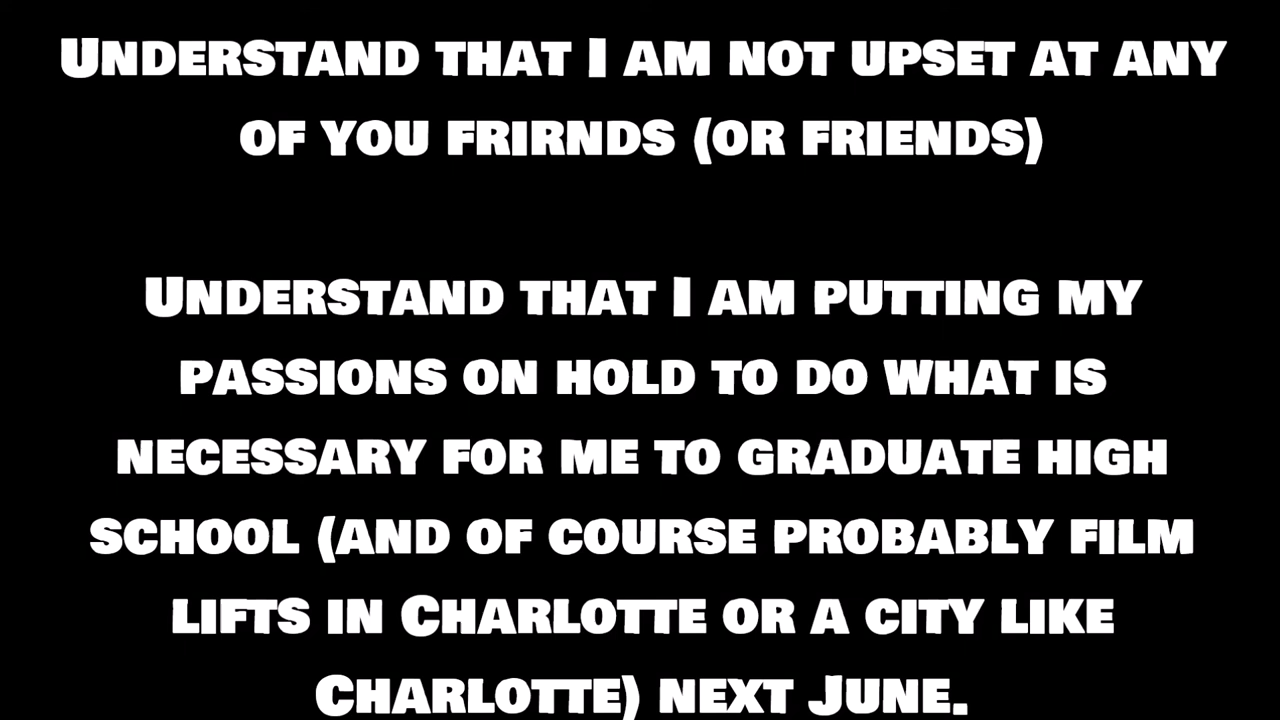 Understand that I am not upset at any
of you frirnds (or friends)
Understand that I am putting my
passions on hold to do what is
necessary for me to graduate high
school (and of course probably film
lifts in Charlotte or a city like
Charlotte) next June.